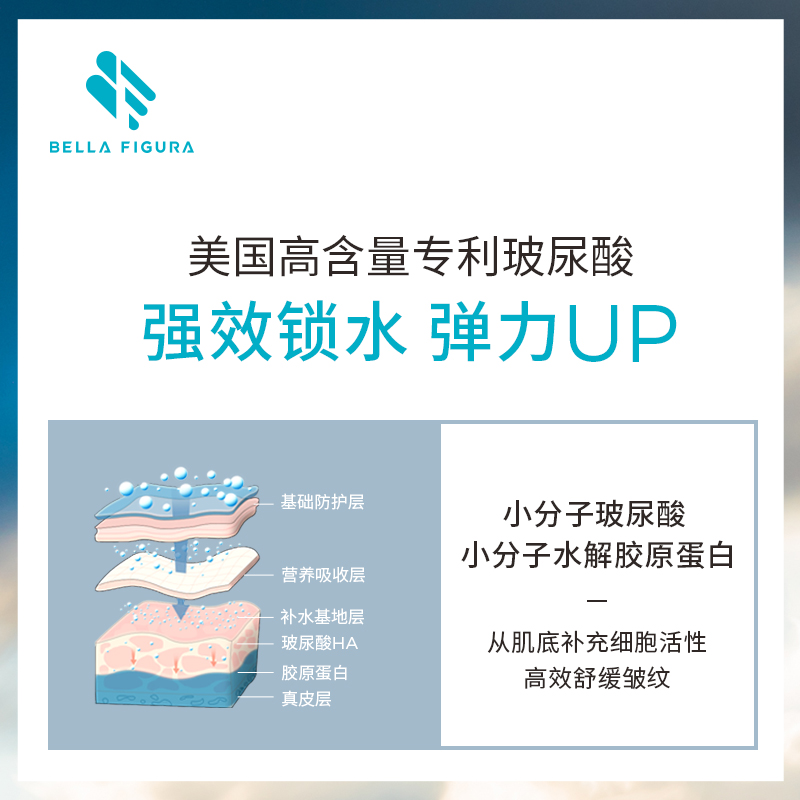 BELLA FIGURA
美国高含量专利玻尿酸
强效锁水 弹力UP
基础防护层
营养吸收层
补水基地层
玻尿酸HA
胶原蛋白
真皮层
小分子玻尿酸
小分子水解胶原蛋白
从肌底补充细胞活性
高效舒缓皱纹